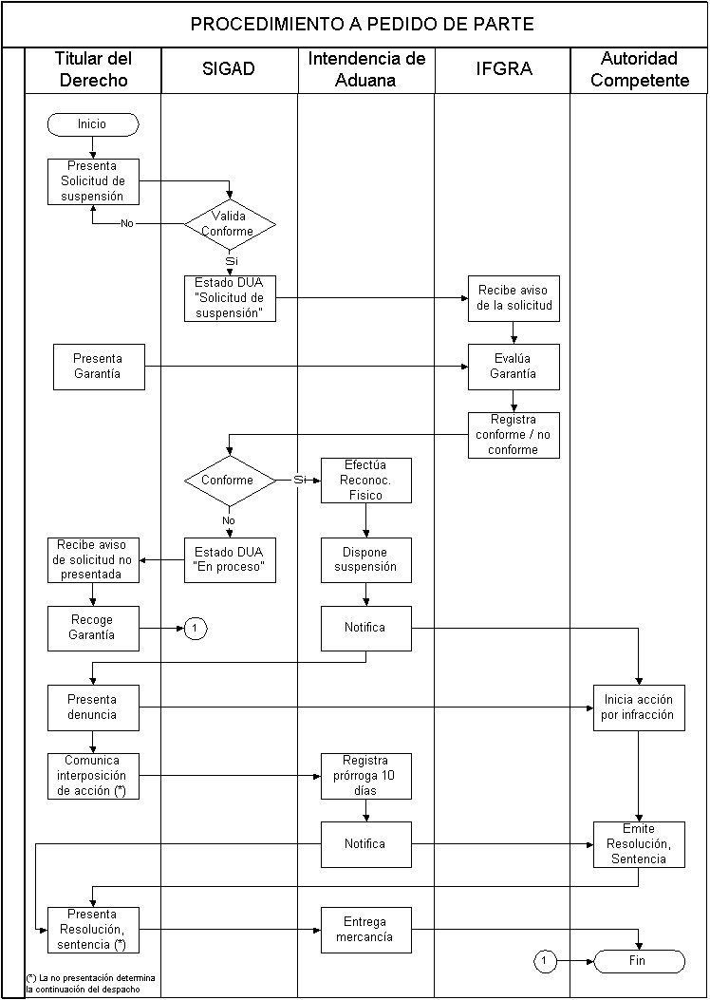 PROCEDIMIENTO A PEDIDO DE PARTE
Titular del
Derecho
SIGAD
Intendencia de
Aduana
IFGRA
Autoridad
Competente
Inicio
Presenta
Solicitud de
suspensión
Valida
Conforme
No
Si
Estado DUA
"Solicitud de
suspensión"
Recibe aviso
de la solicitud
Presenta
Garantía
Evalúa
Garantía
Registra
conforme / no
conforme
Conforme
Si
Efectúa
Reconoc.
Fisico
No
Recibe aviso
de solicitud no
presentada
Estado DUA
"En proceso"
Dispone
suspensión
Recoge
Garantía
1
Notifica
Presenta
denuncia
Inicia acción
por infracción
Comunica
interposición
de acción (*)
Registra
prórroga 10
días
Notifica
Emite
Resolución,
Sentencia
Presenta
Resolución,
sentencia (*)
Entrega
mercancía
1
Fin
(*) La no presentación determina
la continuación del despacho